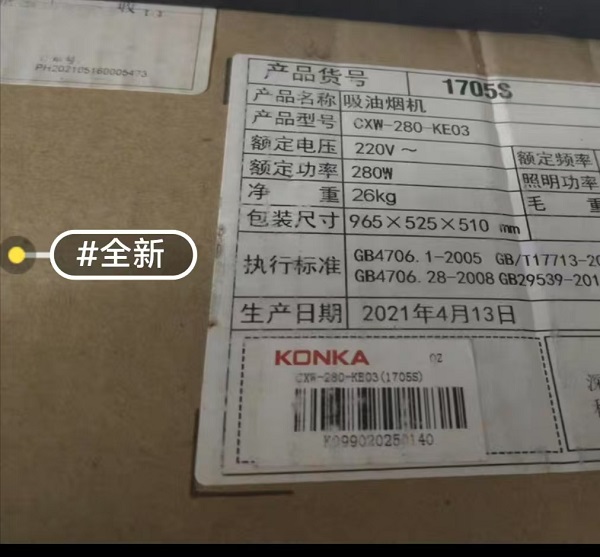 订单号:
PH202105160005473
产品货号 1705S
产品名称 吸油烟机
产品型号 CXW-280-KE03
额定电压 220V～ 额定频率
额定功率 280W 照明功率
净 重 26kg 毛 重
包装尺寸 965×525×510 mm
执行标准 GB4706.1-2005 GB/T17713-20
GB4706.28-2008 GB29539-201
生产日期 2021年4月13日
#全新
KONKA 02
CXW-280-KE03(1705S)
K099020250140